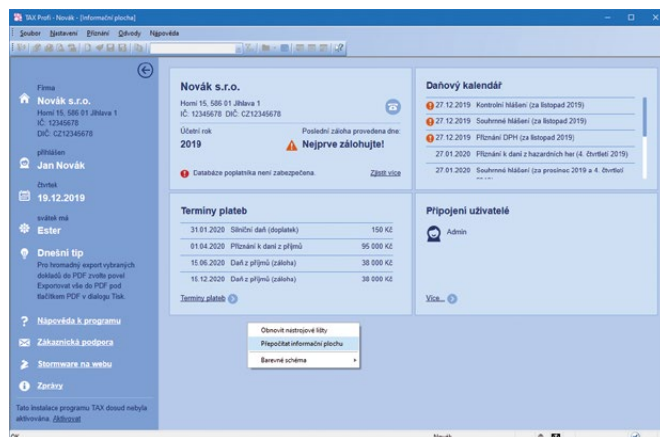 TAX Profi - Novák - [Informační plocha]
Soubor Nastavení Přiznání Odvody Nápověda
Firma
Novák s.r.o.
Horní 15, 586 01 Jihlava 1
IČ: 12345678
DIČ: CZ12345678
přihlášen
Jan Novák
čtvrtek
19.12.2019
svátek má
Ester
Dnešní tip
Pro hromadný export vybraných
dokladů do PDF zvolte povel
Exportovat vše do PDF pod
tlačítkem PDF v dialogu Tisk.
Nápověda k programu
Zákaznická podpora
Stormware na webu
Zprávy
Tato instalace programu TAX dosud nebyla
aktivována. Aktivovat
Novák s.r.o.
Horní 15, 586 01 Jihlava 1
IČ: 12345678 DIČ: CZ12345678
Účetní rok Poslední záloha provedena dne:
2019 Nejprve zálohujte!
Databáze poplatníka není zabezpečena. Zjistit více
Daňový kalendář
27.12.2019 Kontrolní hlášení (za listopad 2019)
27.12.2019 Souhrnné hlášení (za listopad 2019)
27.12.2019 Přiznání DPH (za listopad 2019)
27.01.2020 Přiznání k dani z hazardních her (4. čtvrtletí 2019)
27.01.2020 Souhrnné hlášení (za prosinec 2019 a 4. čtvrtletí
Termíny plateb
31.01.2020 Silniční daň (doplatek) 150 Kč
01.04.2020 Přiznání k dani z příjmů 95 000 Kč
15.06.2020 Daň z příjmů (záloha) 38 000 Kč
15.12.2020 Daň z příjmů (záloha) 38 000 Kč
Termíny plateb
Připojení uživatelé
Admin
Více...
Obnovit nástrojové lišty
Přepočítat informační plochu
Barevné schéma
Novák